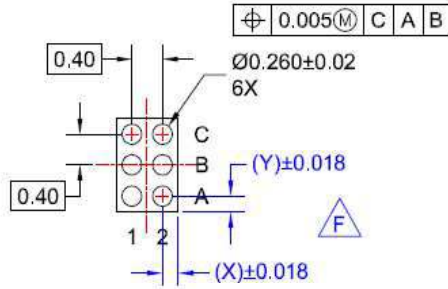 ⌖ 0.005Ⓜ C A B
0.40
Ø0.260±0.02
6X
C
B
0.40
A
(Y)±0.018
F
1 2
(X)±0.018